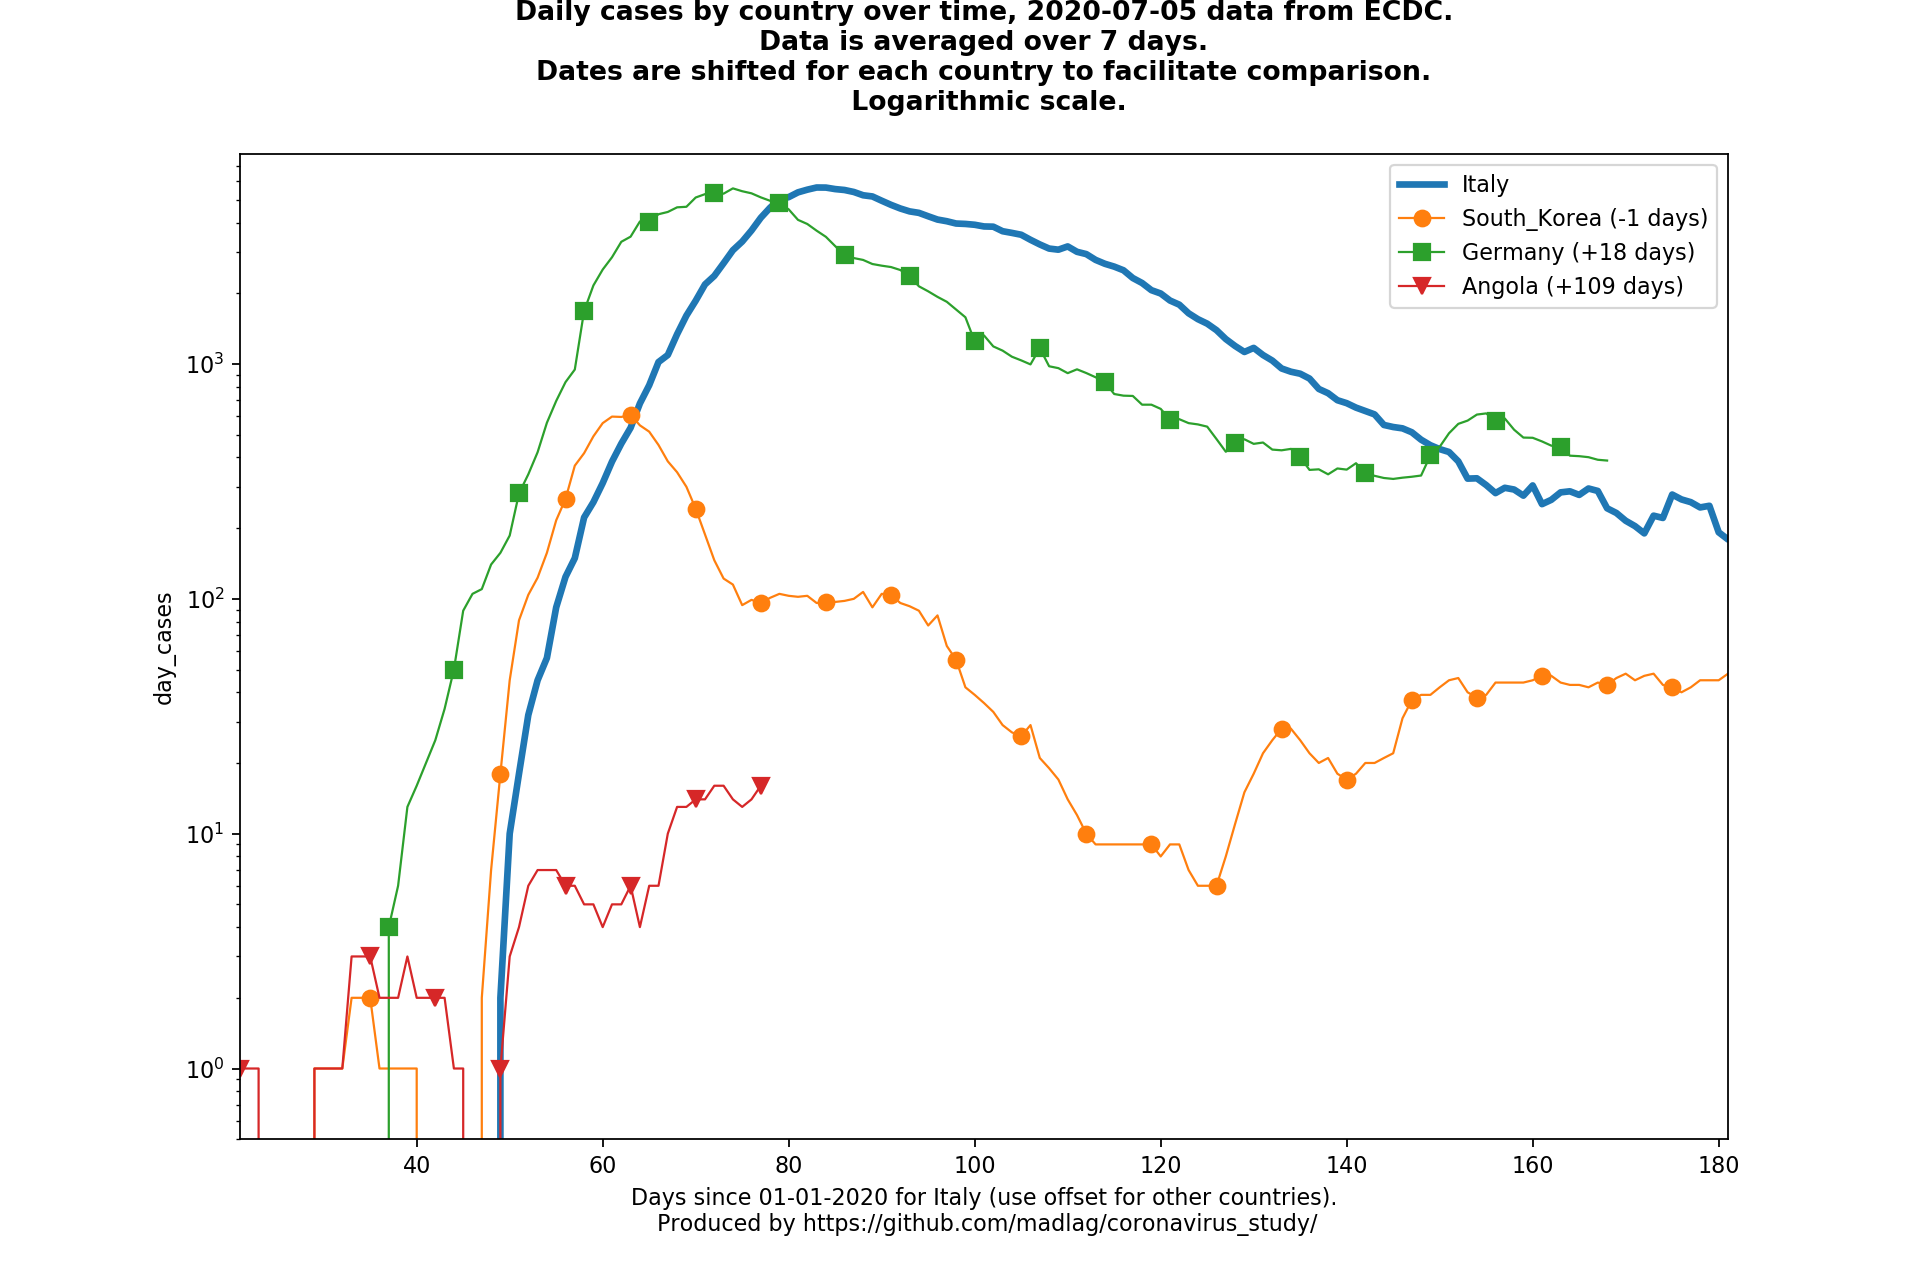 Daily cases by country over time, 2020-07-05 data from ECDC.
Data is averaged over 7 days.
Dates are shifted for each country to facilitate comparison.
Logarithmic scale.
Italy
South_Korea (-1 days)
Germany (+18 days)
Angola (+109 days)
day_cases
10³
10²
10¹
10⁰
40 60 80 100 120 140 160 180
Days since 01-01-2020 for Italy (use offset for other countries).
Produced by https://github.com/madlag/coronavirus_study/